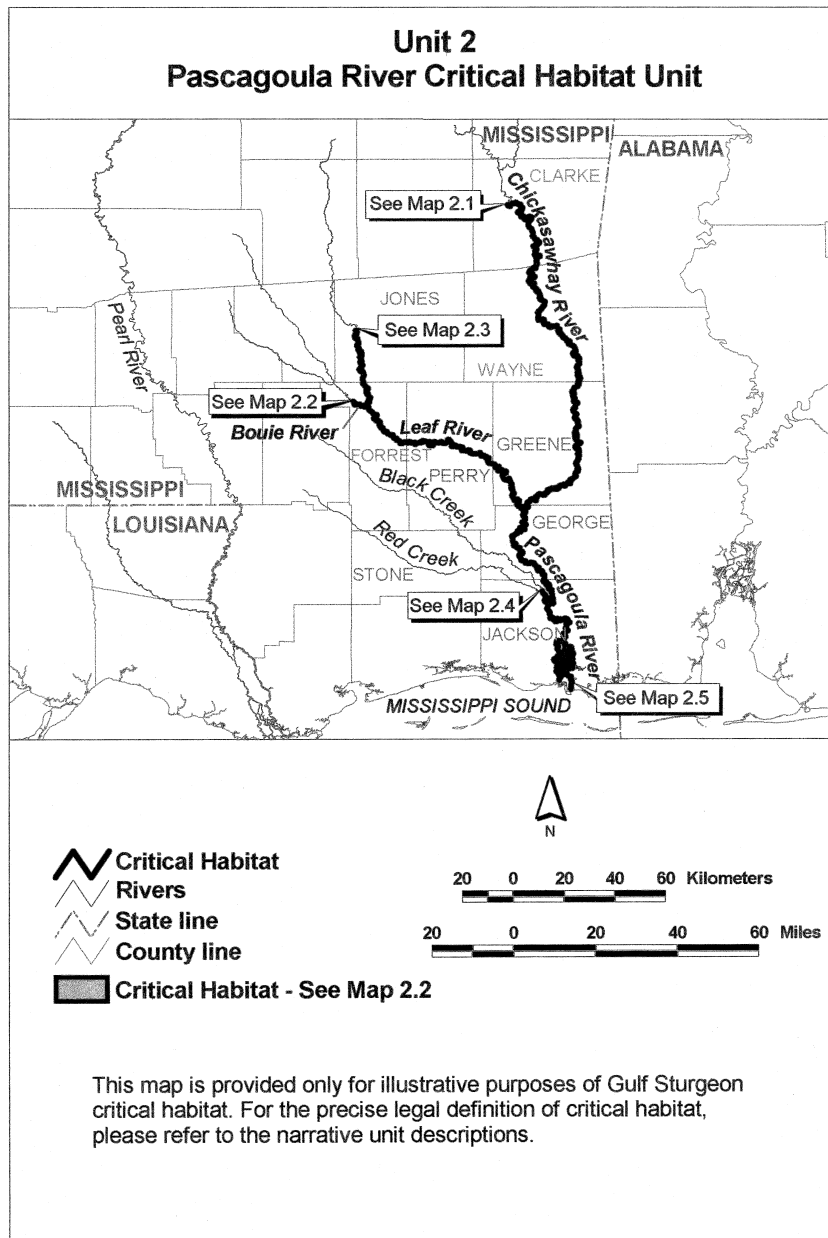 Unit 2
Pascagoula River Critical Habitat Unit
MISSISSIPPI
ALABAMA
CLARKE
See Map 2.1
Chickasawhay River
JONES
Pearl River
See Map 2.3
WAYNE
See Map 2.2
Bouie River
Leaf River
GREENE
FORREST
PERRY
Black Creek
MISSISSIPPI
LOUISIANA
GEORGE
Red Creek
Pascagoula River
STONE
See Map 2.4
JACKSON
See Map 2.5
MISSISSIPPI SOUND
N
Critical Habitat
Rivers
State line
County line
Critical Habitat - See Map 2.2
20 0 20 40 60 Kilometers
20 0 20 40 60 Miles
This map is provided only for illustrative purposes of Gulf Sturgeon
critical habitat. For the precise legal definition of critical habitat,
please refer to the narrative unit descriptions.